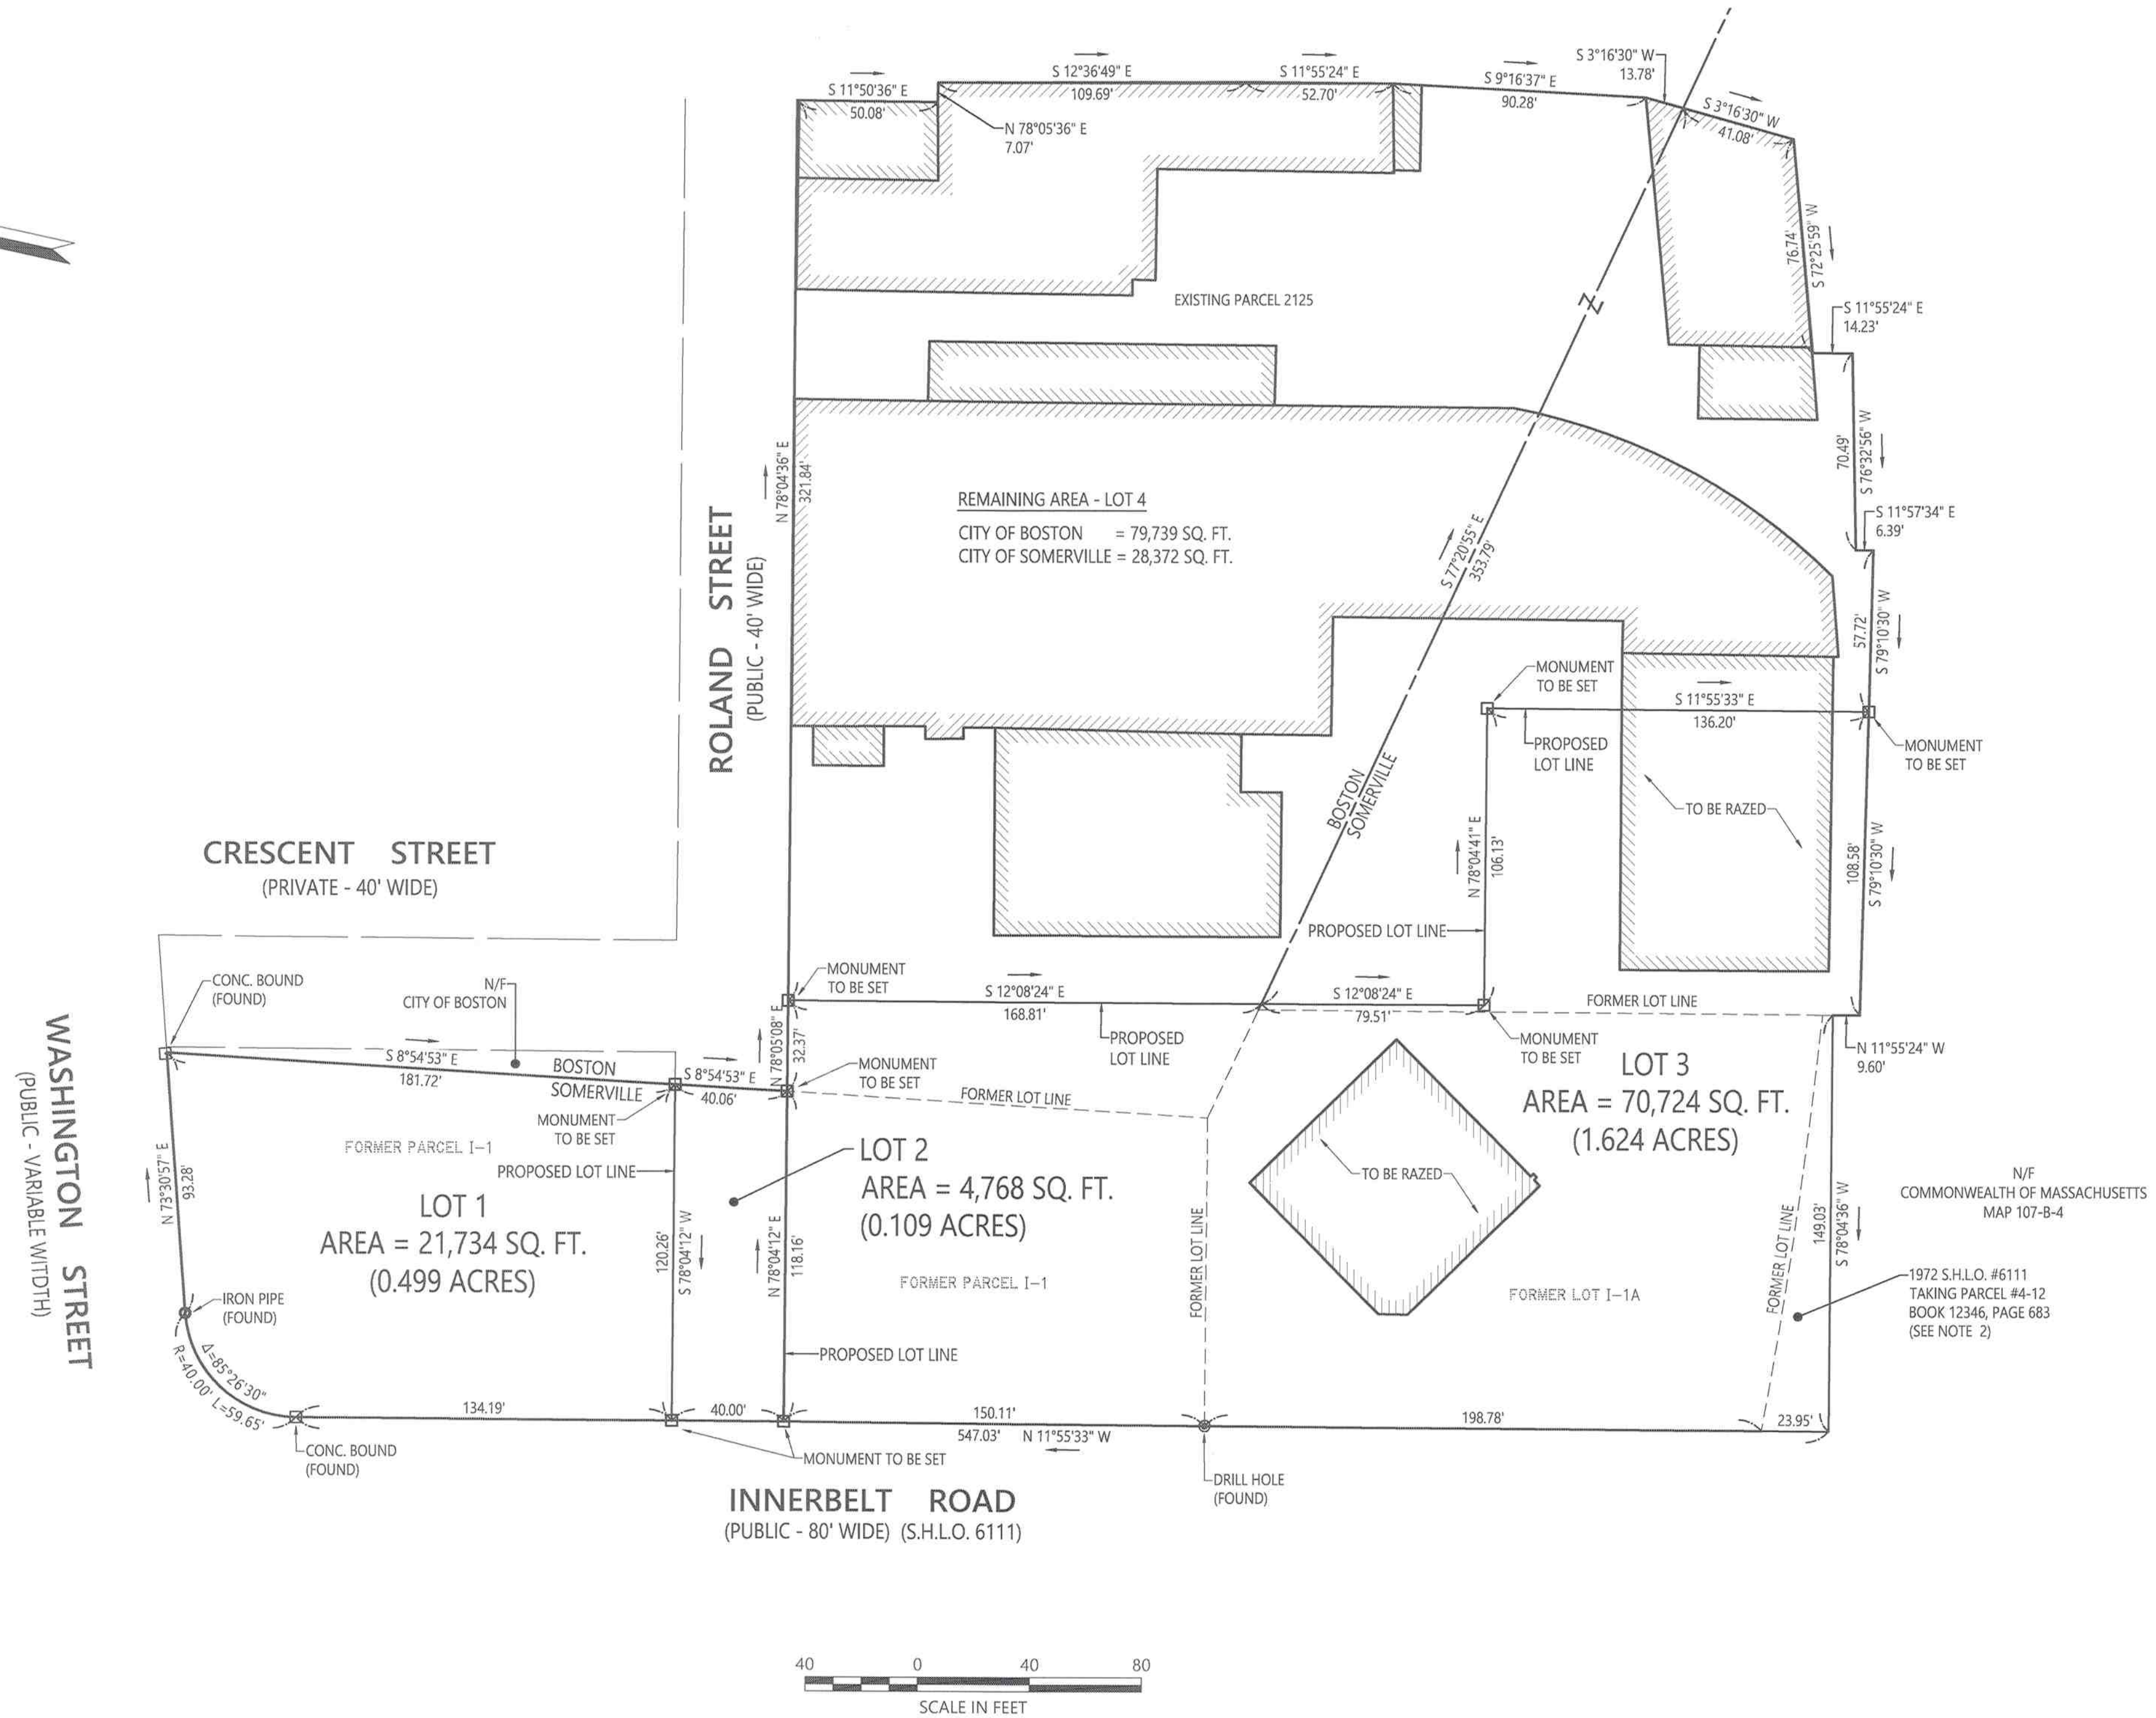 S 11°50'36" E
50.08'
S 12°36'49" E
109.69'
N 78°05'36" E
7.07'
S 11°55'24" E
52.70'
S 9°16'37" E
90.28'
S 3°16'30" W
13.78'
S 3°16'30" W
41.08'
76.74'
S 72°25'59" W
S 11°55'24" E
14.23'
70.49'
S 76°32'56" W
S 11°57'34" E
6.39'
57.72'
S 79°10'30" W
EXISTING PARCEL 2125
Z
N 78°04'36" E
321.84'
ROLAND STREET
(PUBLIC - 40' WIDE)
REMAINING AREA - LOT 4
CITY OF BOSTON = 79,739 SQ. FT.
CITY OF SOMERVILLE = 28,372 SQ. FT.
S 77°20'55" E
353.79'
BOSTON
SOMERVILLE
MONUMENT
TO BE SET
S 11°55'33" E
136.20'
PROPOSED
LOT LINE
MONUMENT
TO BE SET
TO BE RAZED
N 78°04'41" E
106.13'
108.58'
S 79°10'30" W
PROPOSED LOT LINE
CRESCENT STREET
(PRIVATE - 40' WIDE)
CONC. BOUND
(FOUND)
N/F
CITY OF BOSTON
MONUMENT
TO BE SET
S 12°08'24" E
168.81'
PROPOSED
LOT LINE
S 12°08'24" E
79.51'
FORMER LOT LINE
MONUMENT
TO BE SET
N 11°55'24" W
9.60'
WASHINGTON STREET
(PUBLIC - VARIABLE WITDTH)
S 8°54'53" E
181.72'
BOSTON
SOMERVILLE
S 8°54'53" E
40.06'
N 78°05'08" E
32.37'
MONUMENT
TO BE SET
MONUMENT
TO BE SET
FORMER LOT LINE
LOT 3
AREA = 70,724 SQ. FT.
(1.624 ACRES)
FORMER PARCEL I-1
PROPOSED LOT LINE
LOT 2
AREA = 4,768 SQ. FT.
(0.109 ACRES)
TO BE RAZED
N 73°30'57" E
93.28'
LOT 1
AREA = 21,734 SQ. FT.
(0.499 ACRES)
120.26'
S 78°04'12" W
N 78°04'12" E
118.16'
FORMER PARCEL I-1
FORMER LOT LINE
FORMER LOT I-1A
FORMER LOT LINE
149.03'
S 78°04'36" W
N/F
COMMONWEALTH OF MASSACHUSETTS
MAP 107-B-4
1972 S.H.L.O. #6111
TAKING PARCEL #4-12
BOOK 12346, PAGE 683
(SEE NOTE 2)
IRON PIPE
(FOUND)
Δ=85°26'30"
R=40.00' L=59.65'
PROPOSED LOT LINE
134.19'
40.00'
150.11'
198.78'
23.95'
547.03' N 11°55'33" W
CONC. BOUND
(FOUND)
MONUMENT TO BE SET
DRILL HOLE
(FOUND)
INNERBELT ROAD
(PUBLIC - 80' WIDE) (S.H.L.O. 6111)
40 0 40 80
SCALE IN FEET